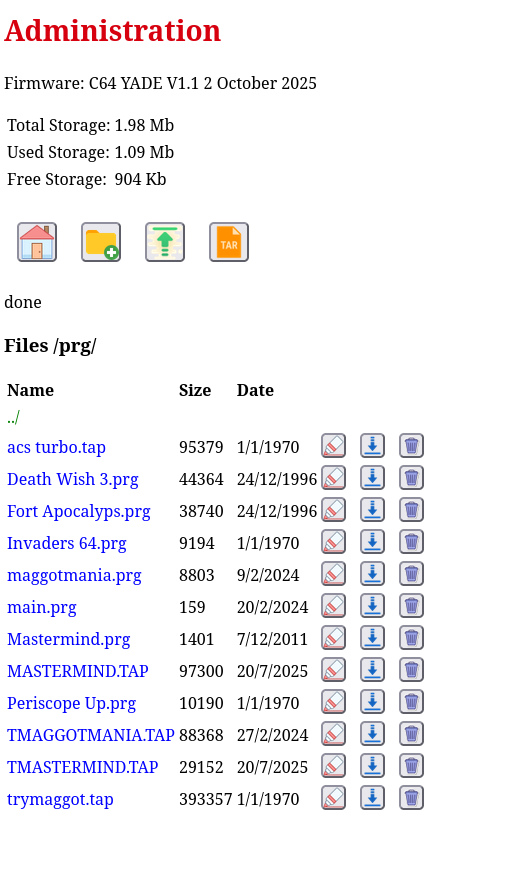 Administration
Firmware: C64 YADE V1.1 2 October 2025
Total Storage: 1.98 Mb
Used Storage: 1.09 Mb
Free Storage: 904 Kb
TAR
done
Files /prg/
Name Size Date
../
acs turbo.tap 95379 1/1/1970
Death Wish 3.prg 44364 24/12/1996
Fort Apocalyps.prg 38740 24/12/1996
Invaders 64.prg 9194 1/1/1970
maggotmania.prg 8803 9/2/2024
main.prg 159 20/2/2024
Mastermind.prg 1401 7/12/2011
MASTERMIND.TAP 97300 20/7/2025
Periscope Up.prg 10190 1/1/1970
TMAGGOTMANIA.TAP 88368 27/2/2024
TMASTERMIND.TAP 29152 20/7/2025
trymaggot.tap 393357 1/1/1970